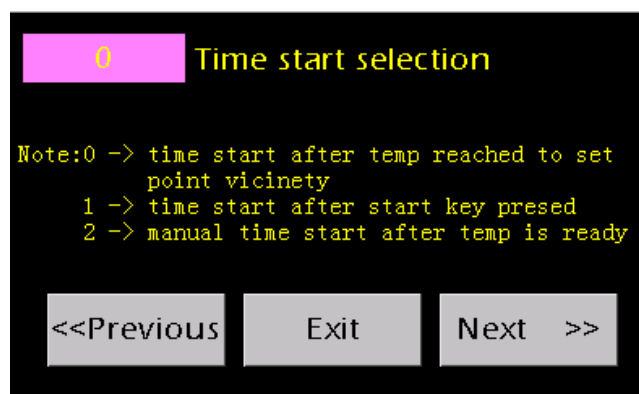 0 Time start selection
Note:0 -> time start after temp reached to set
point vicinety
1 -> time start after start key presed
2 -> manual time start after temp is ready
<<Previous Exit Next >>